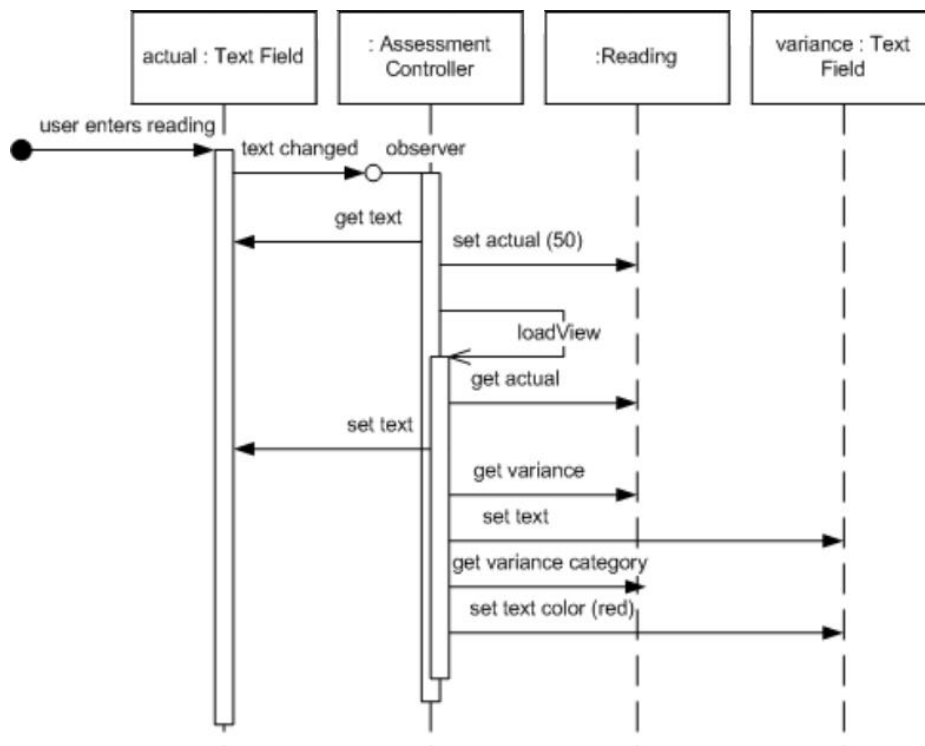 actual : Text Field
: Assessment
Controller
:Reading
variance : Text
Field
user enters reading
text changed
observer
get text
set actual (50)
loadView
get actual
set text
get variance
set text
get variance category
set text color (red)